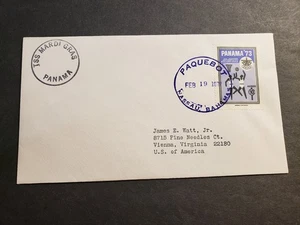 TSS MARDI GRAS
PANAMA
PAQUEBOT
FEB 19
NASSAU, BAHAMAS
PANAMA '73
James E. Nutt, Jr.
8715 Pine Needles Ct.
Vienna, Virginia 22180
U.S. of America